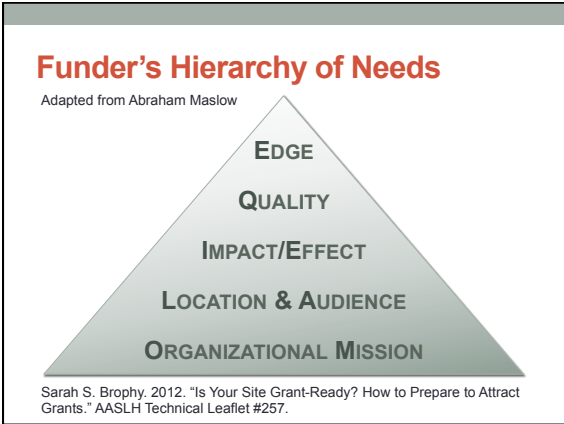 Funder's Hierarchy of Needs
Adapted from Abraham Maslow
EDGE
QUALITY
IMPACT/EFFECT
LOCATION & AUDIENCE
ORGANIZATIONAL MISSION
Sarah S. Brophy. 2012. "Is Your Site Grant-Ready? How to Prepare to Attract
Grants." AASLH Technical Leaflet #257.